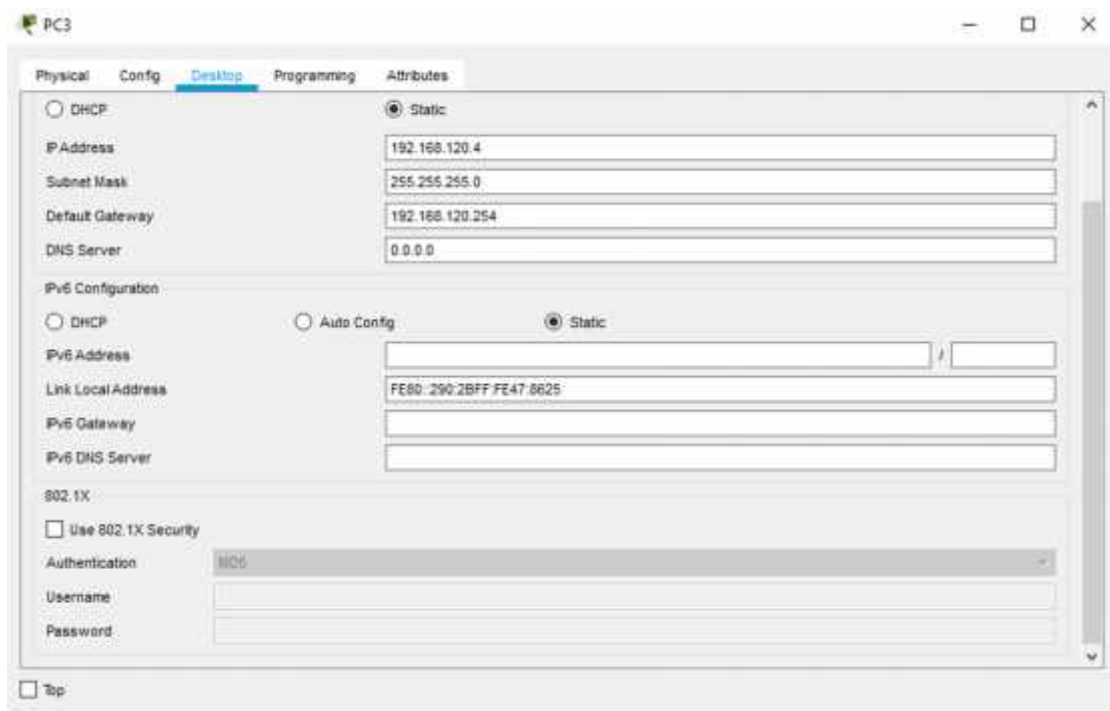 PC3
Physical Config Desktop Programming Attributes
DHCP Static
IP Address 192.168.120.4
Subnet Mask 255.255.255.0
Default Gateway 192.168.120.254
DNS Server 0.0.0.0
IPv6 Configuration
DHCP Auto Config Static
IPv6 Address /
Link Local Address FE80::290:2BFF:FE47:8625
IPv6 Gateway
IPv6 DNS Server
802.1X
Use 802.1X Security
Authentication MD5
Username
Password
Top